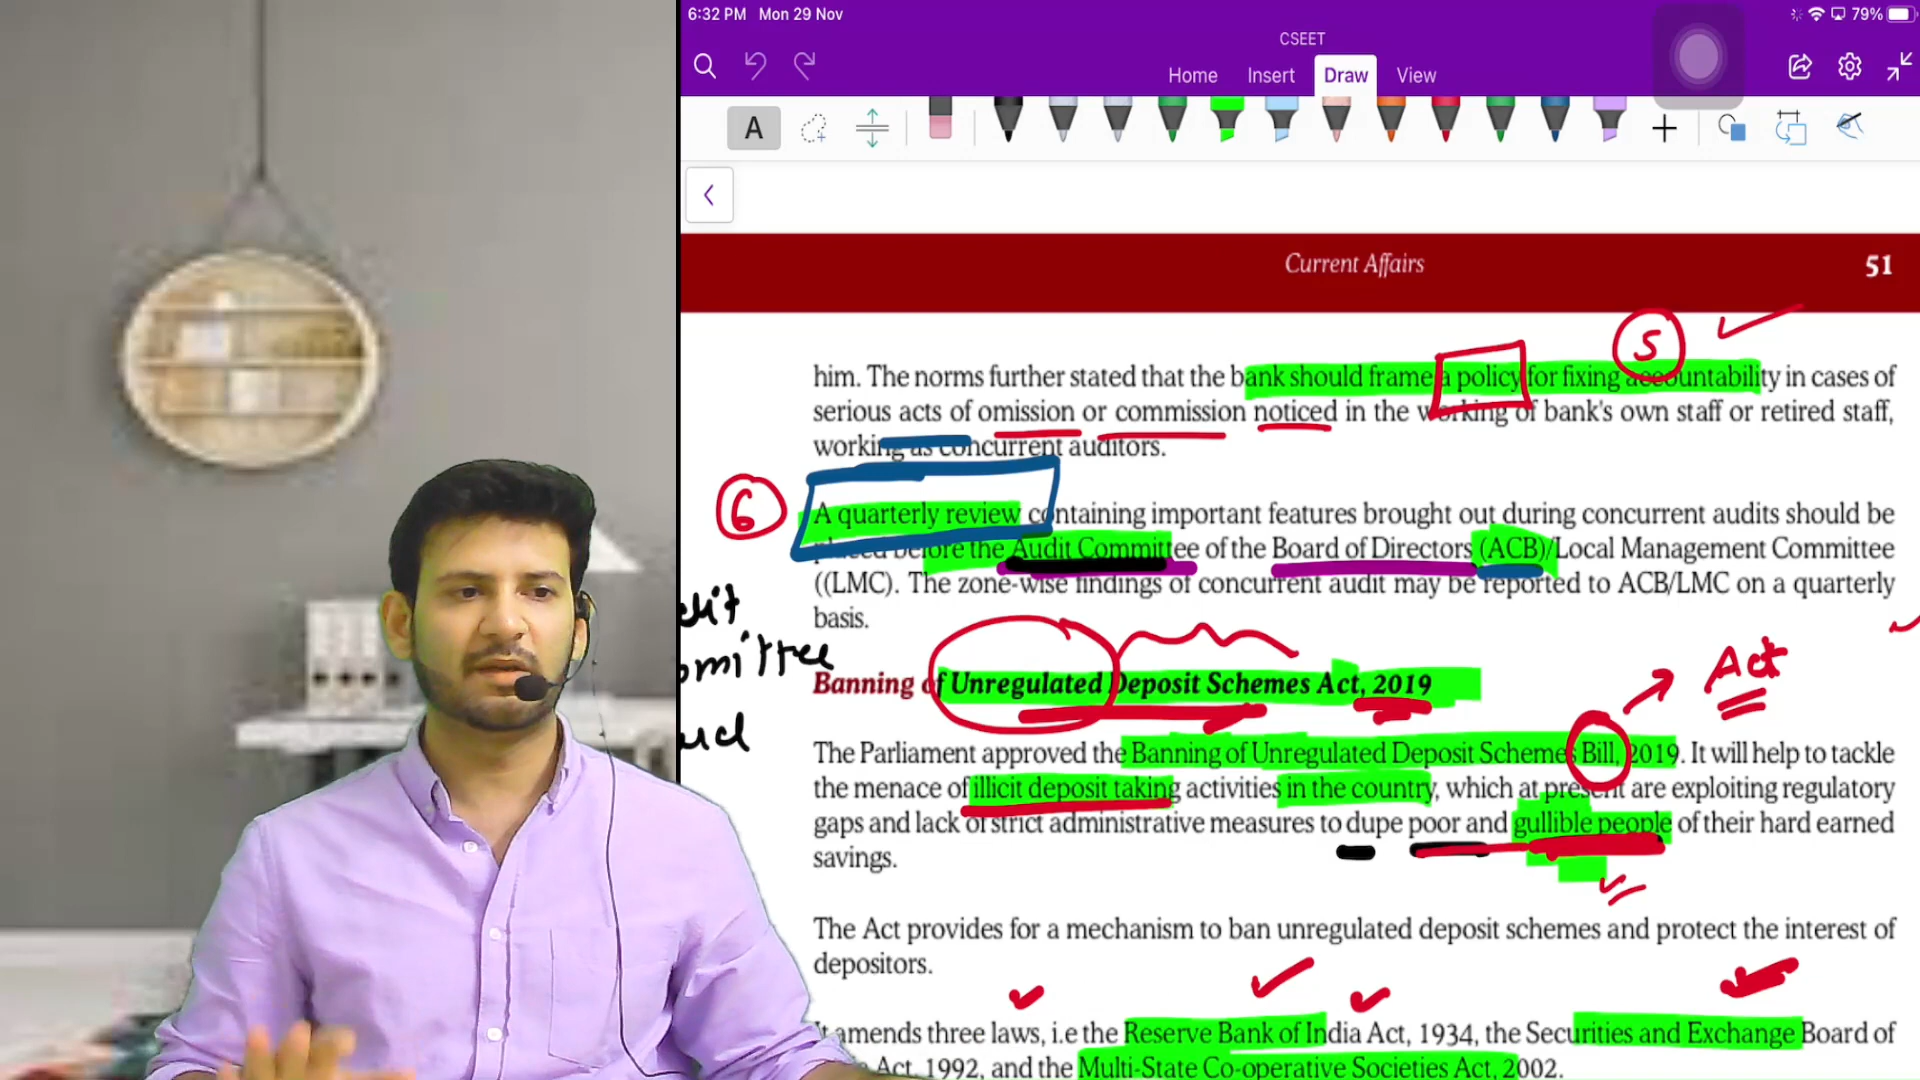 6:32 PM Mon 29 Nov
79%
CSEET
Home Insert Draw View
A
Current Affairs 51
5
him. The norms further stated that the bank should frame a policy for fixing accountability in cases of
serious acts of omission or commission noticed in the working of bank's own staff or retired staff,
working as concurrent auditors.
6
A quarterly review containing important features brought out during concurrent audits should be
placed before the Audit Committee of the Board of Directors (ACB)/Local Management Committee
((LMC). The zone-wise findings of concurrent audit may be reported to ACB/LMC on a quarterly
basis.
Banning of Unregulated Deposit Schemes Act, 2019
Act
The Parliament approved the Banning of Unregulated Deposit Schemes Bill, 2019. It will help to tackle
the menace of illicit deposit taking activities in the country, which at present are exploiting regulatory
gaps and lack of strict administrative measures to dupe poor and gullible people of their hard earned
savings.
The Act provides for a mechanism to ban unregulated deposit schemes and protect the interest of
depositors.
It amends three laws, i.e the Reserve Bank of India Act, 1934, the Securities and Exchange Board of
Act, 1992, and the Multi-State Co-operative Societies Act, 2002.